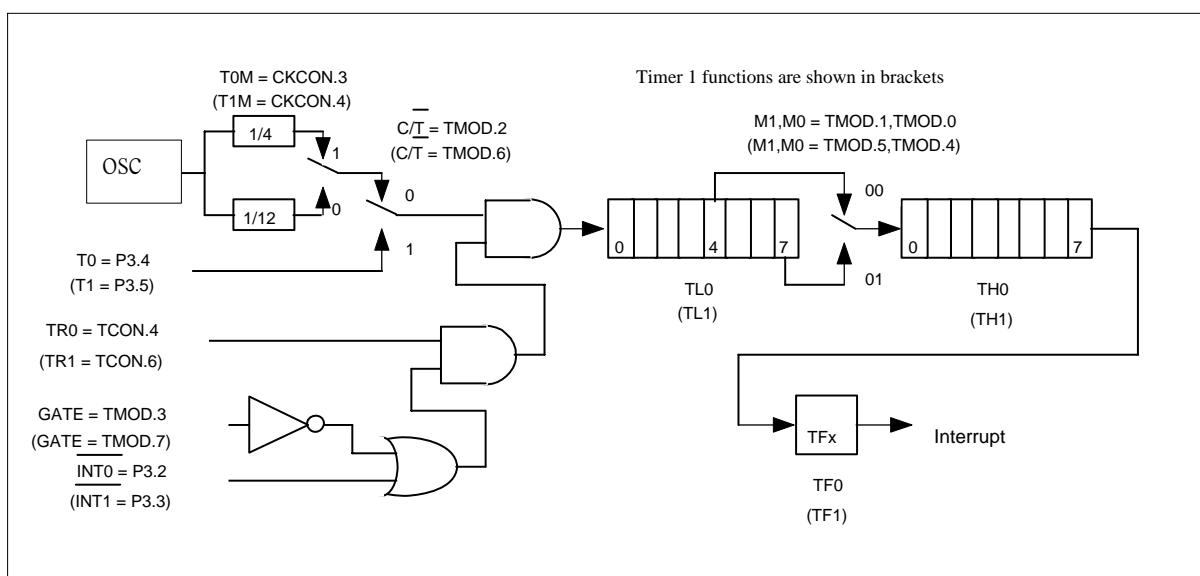 T0M = CKCON.3
(T1M = CKCON.4)
Timer 1 functions are shown in brackets
C/T̅ = TMOD.2
(C/T̅ = TMOD.6)
M1,M0 = TMOD.1,TMOD.0
(M1,M0 = TMOD.5,TMOD.4)
OSC
1/4
1
0
1/12
0
1
T0 = P3.4
(T1 = P3.5)
0
4
7
00
01
0
7
TL0
(TL1)
TH0
(TH1)
TR0 = TCON.4
(TR1 = TCON.6)
GATE = TMOD.3
(GATE = TMOD.7)
INT0 = P3.2
(INT1 = P3.3)
TFx
Interrupt
TF0
(TF1)